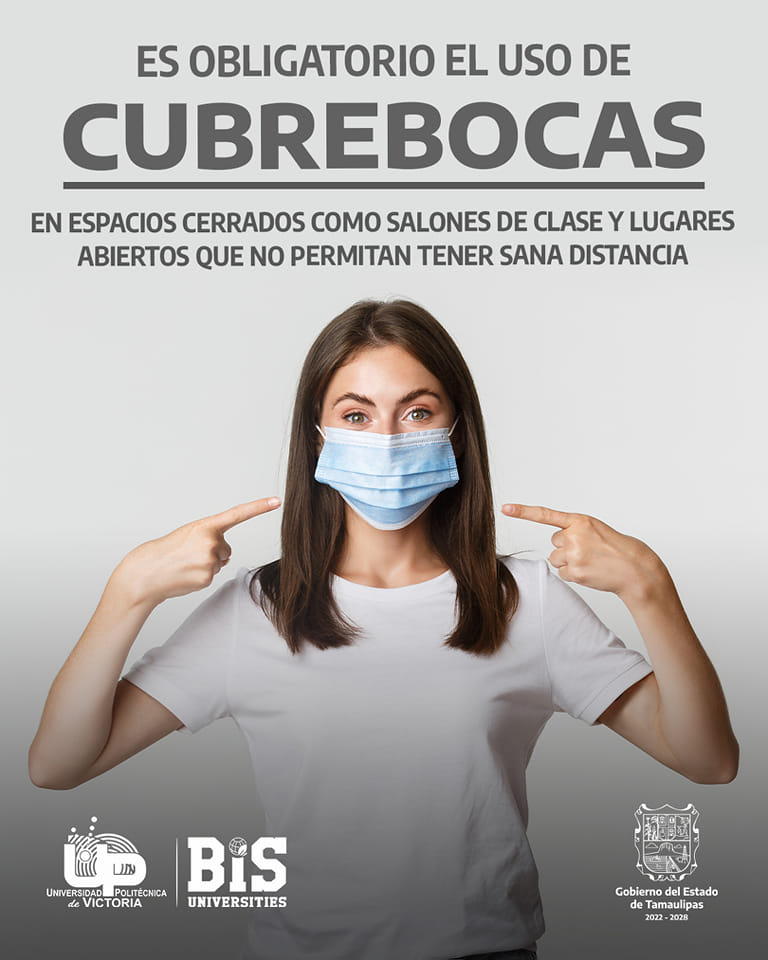 ES OBLIGATORIO EL USO DE
CUBREBOCAS
EN ESPACIOS CERRADOS COMO SALONES DE CLASE Y LUGARES
ABIERTOS QUE NO PERMITAN TENER SANA DISTANCIA
UNIVERSIDAD POLITÉCNICA
de VICTORIA
BIS
UNIVERSITIES
Gobierno del Estado
de Tamaulipas
2022 - 2028